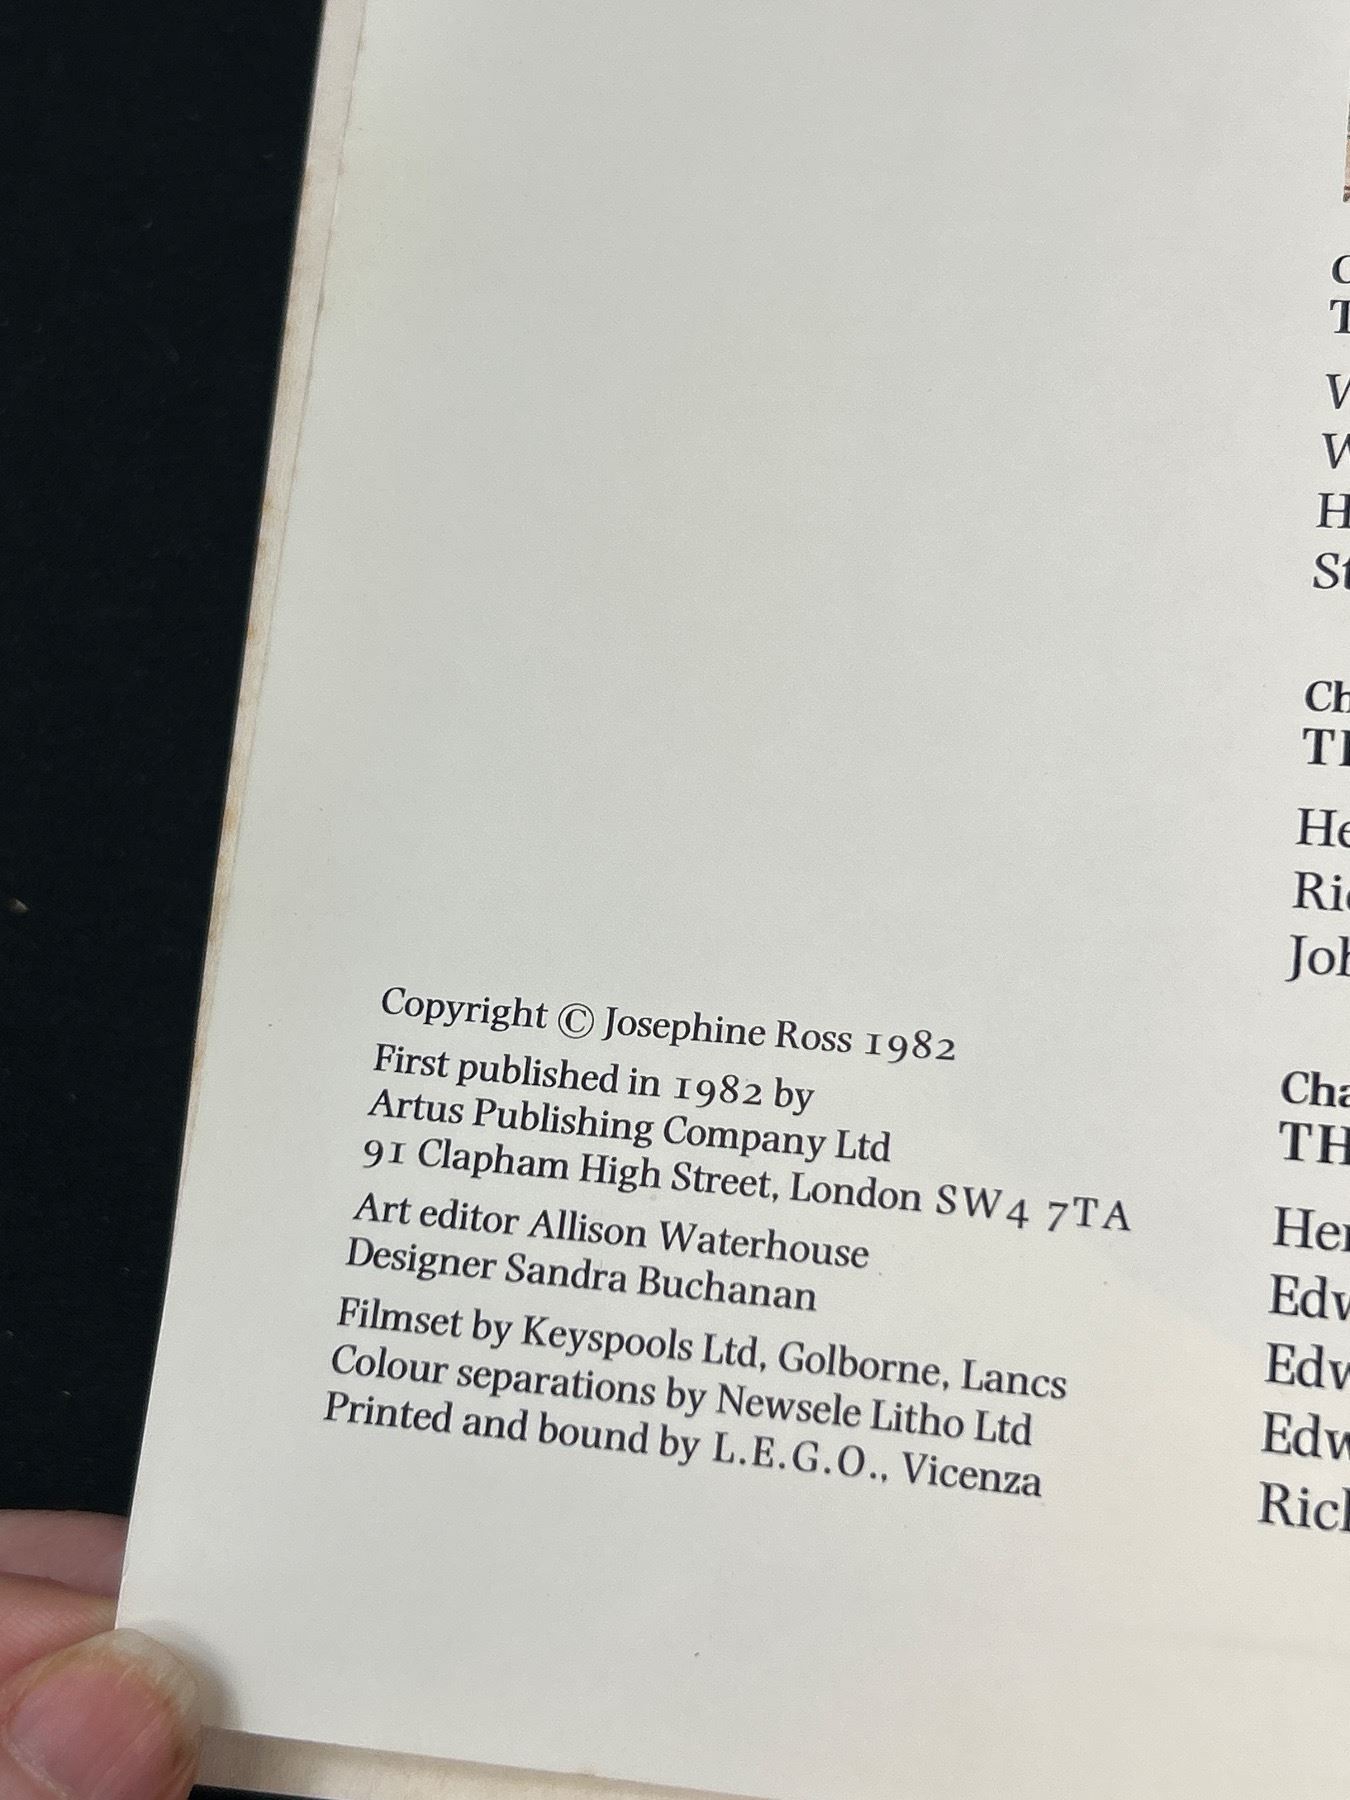 Copyright © Josephine Ross 1982
First published in 1982 by
Artus Publishing Company Ltd
91 Clapham High Street, London SW4 7TA
Art editor Allison Waterhouse
Designer Sandra Buchanan
Filmset by Keyspools Ltd, Golborne, Lancs
Colour separations by Newsele Litho Ltd
Printed and bound by L.E.G.O., Vicenza